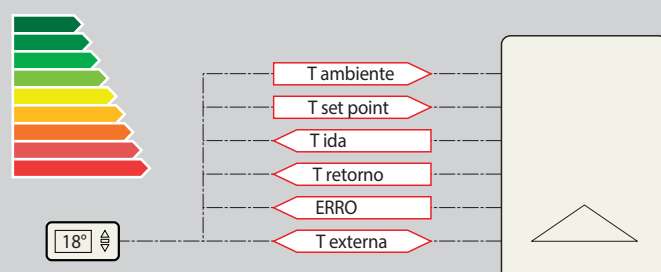 T ambiente
T set point
T ida
T retorno
ERRO
T externa
18°